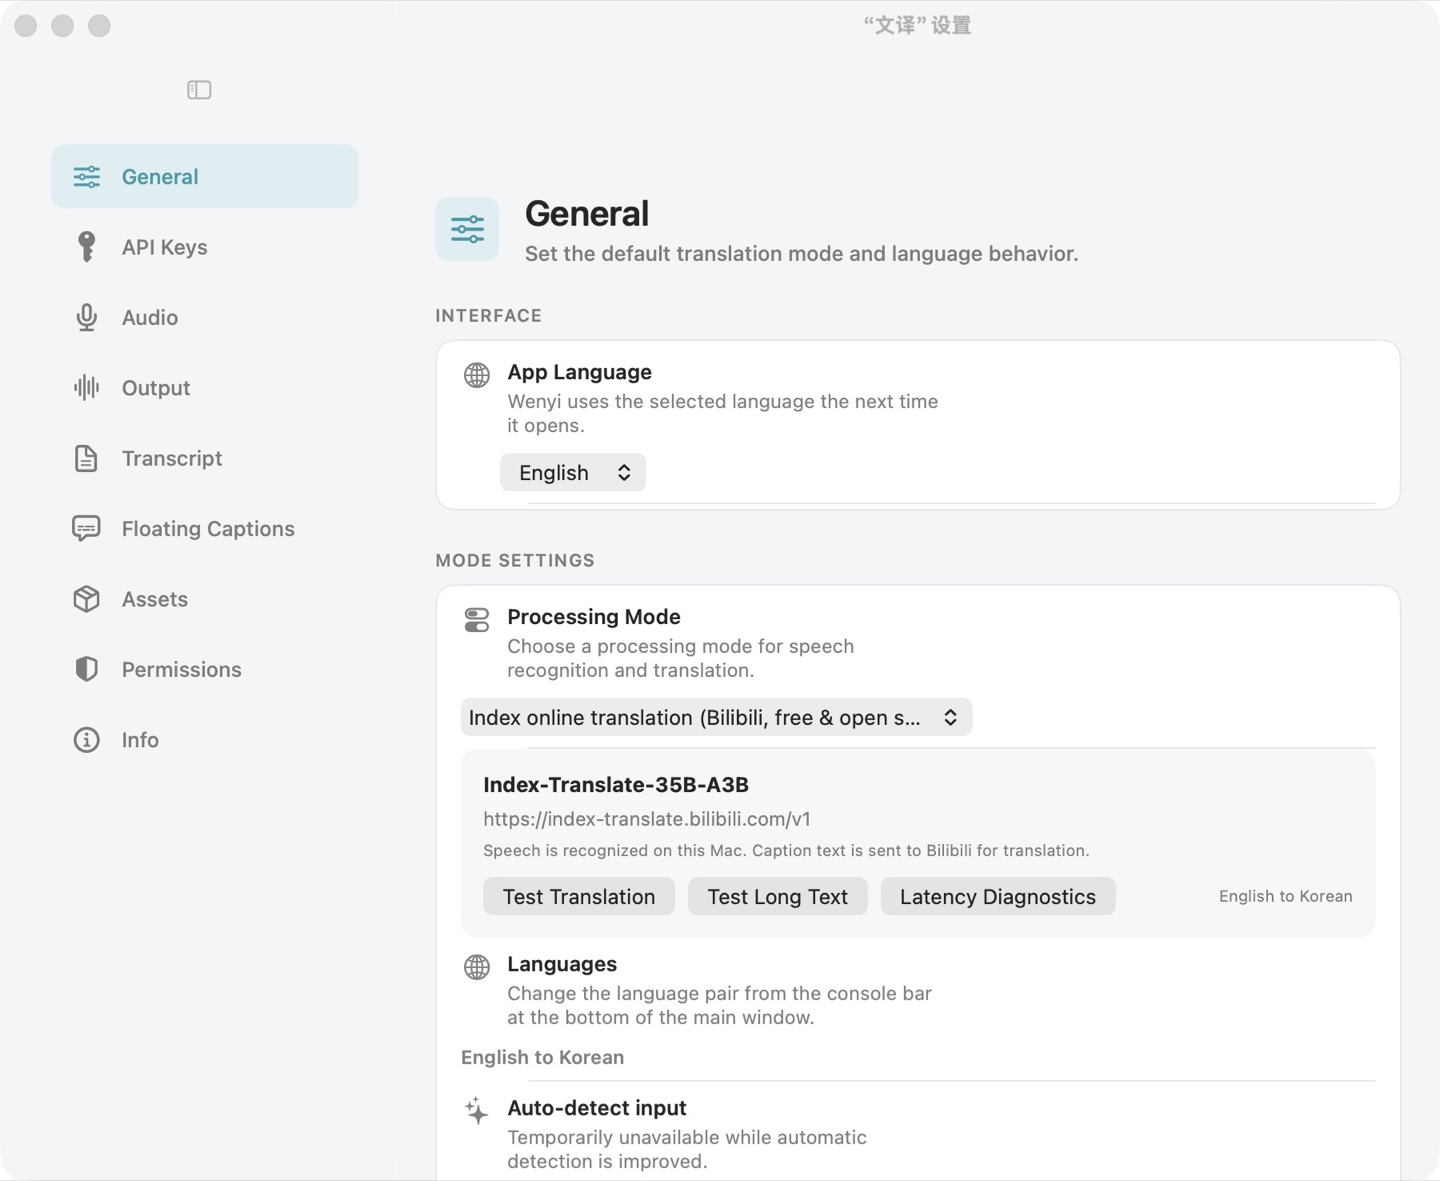 “文译” 设置
General
API Keys
Audio
Output
Transcript
Floating Captions
Assets
Permissions
Info
General
Set the default translation mode and language behavior.
INTERFACE
App Language
Wenyi uses the selected language the next time
it opens.
English
MODE SETTINGS
Processing Mode
Choose a processing mode for speech
recognition and translation.
Index online translation (Bilibili, free & open s...
Index-Translate-35B-A3B
https://index-translate.bilibili.com/v1
Speech is recognized on this Mac. Caption text is sent to Bilibili for translation.
Test Translation
Test Long Text
Latency Diagnostics
English to Korean
Languages
Change the language pair from the console bar
at the bottom of the main window.
English to Korean
Auto-detect input
Temporarily unavailable while automatic
detection is improved.